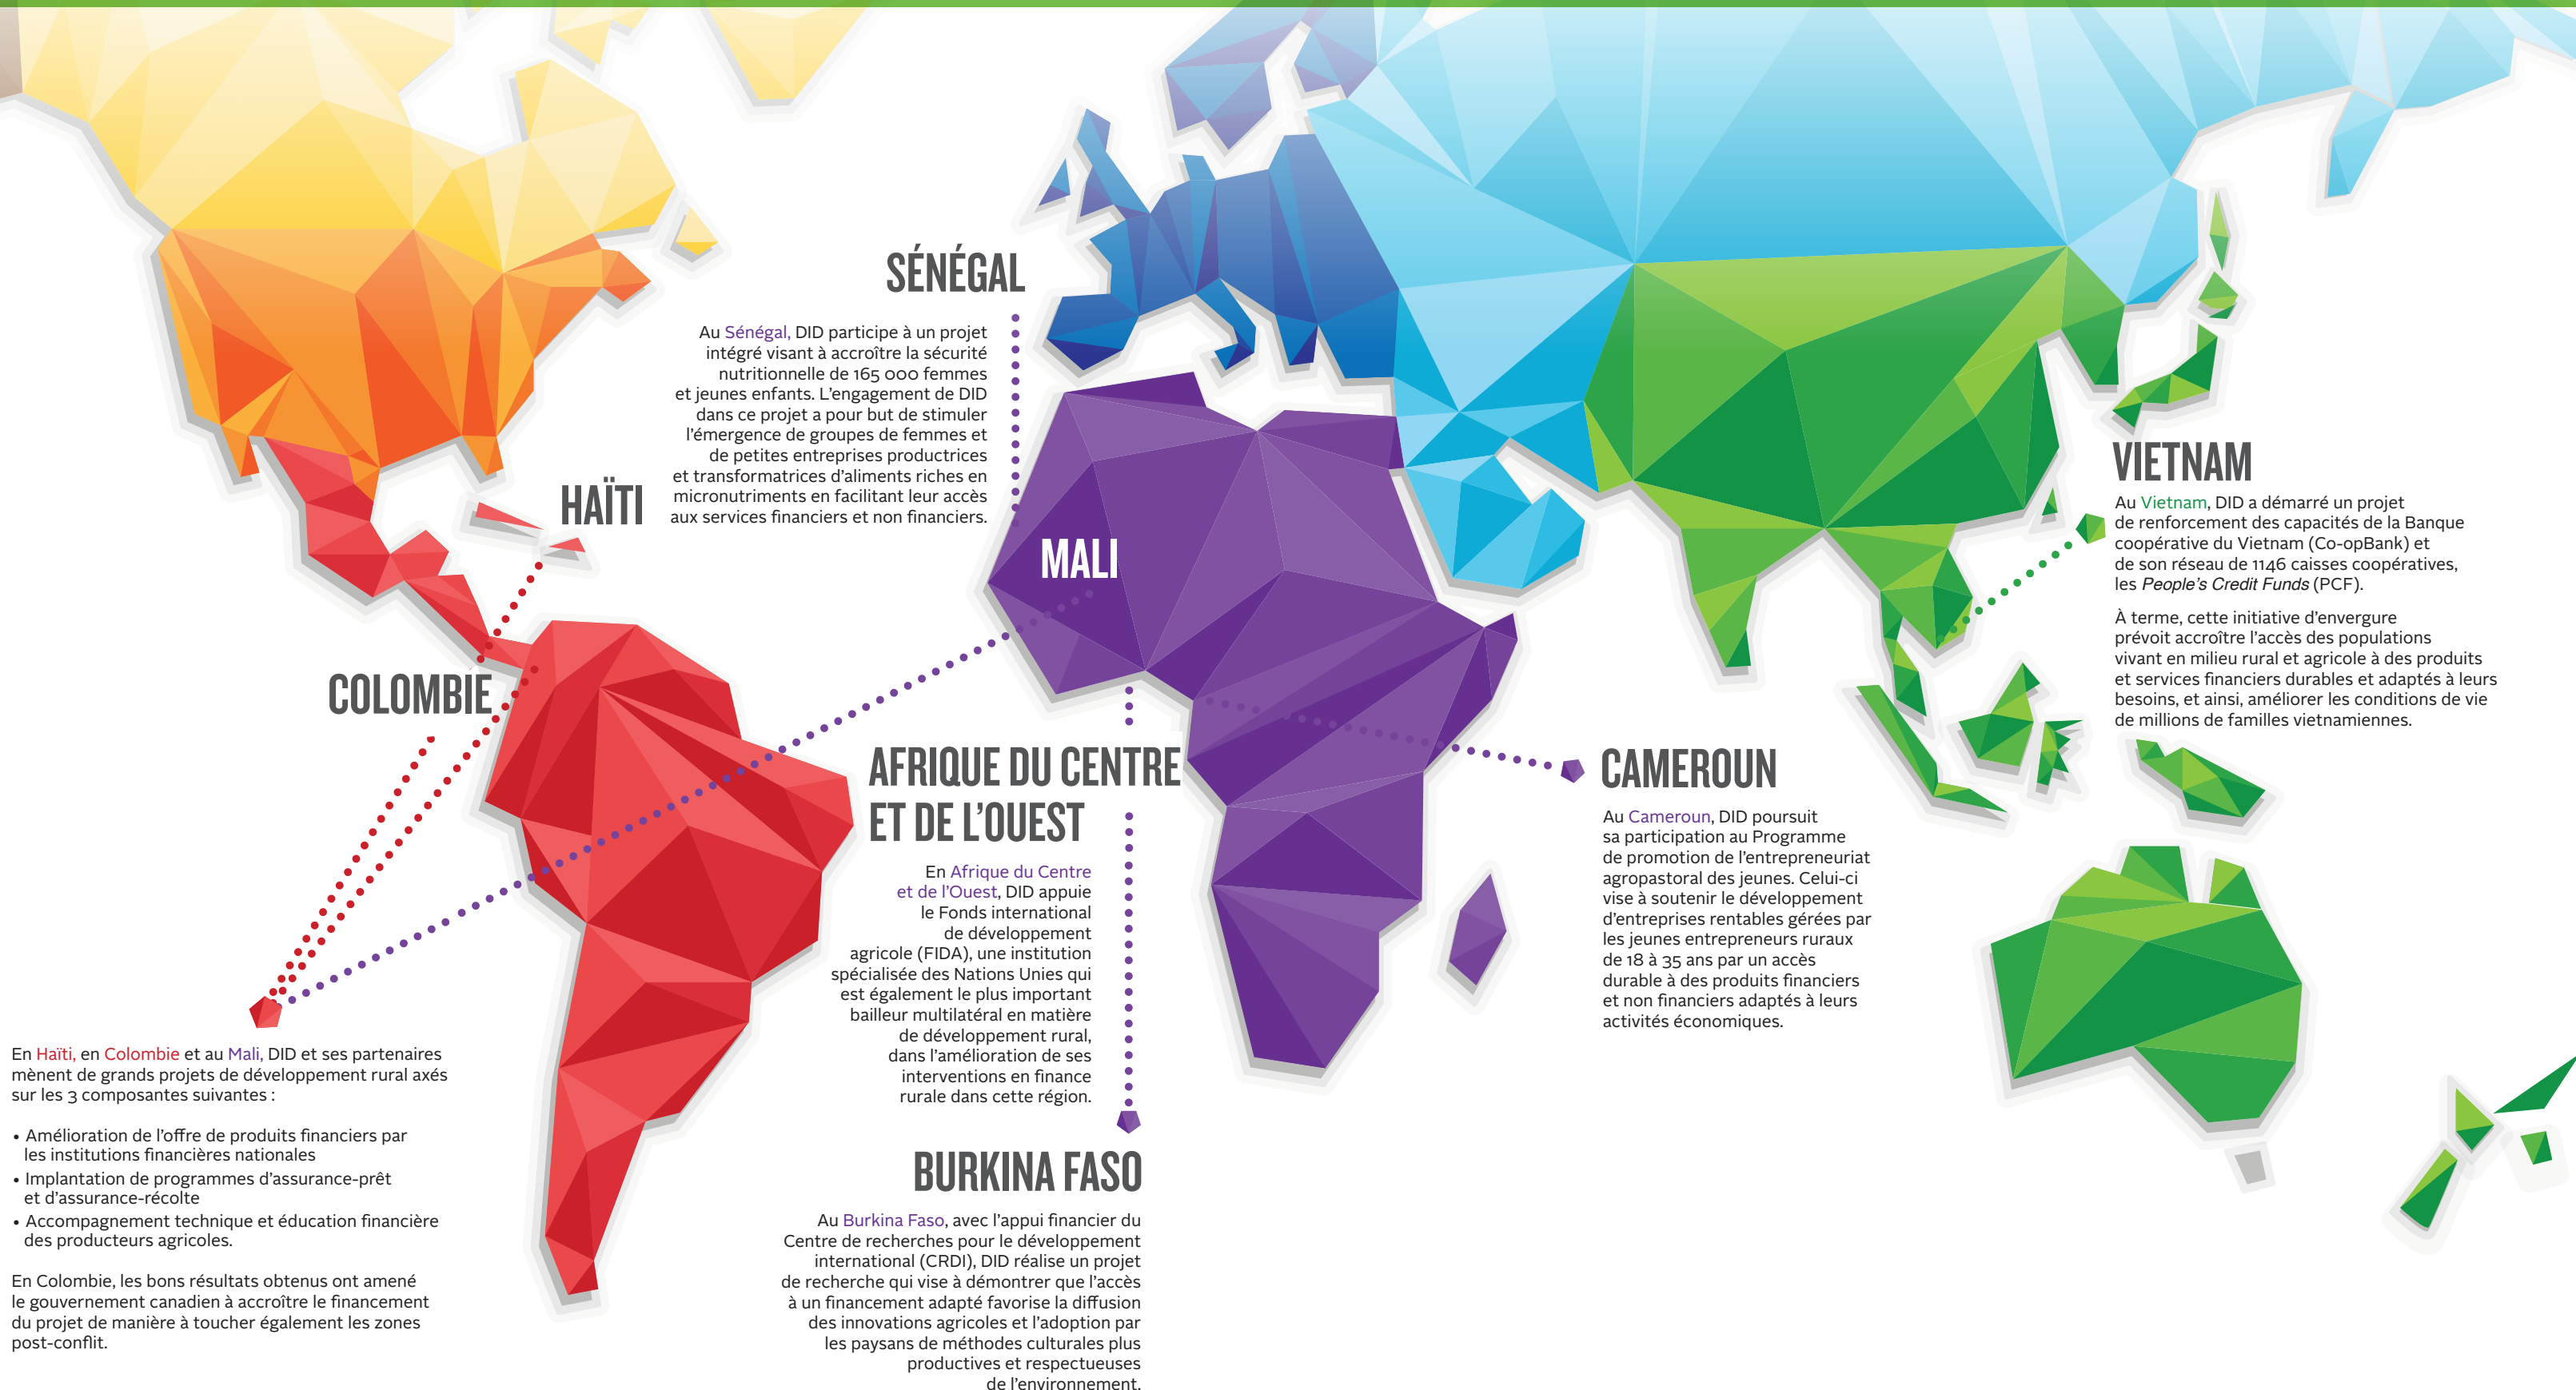 SÉNÉGAL
Au Sénégal, DID participe à un projet
intégré visant à accroître la sécurité
nutritionnelle de 165 000 femmes
et jeunes enfants. L’engagement de DID
dans ce projet a pour but de stimuler
l’émergence de groupes de femmes et
de petites entreprises productrices
et transformatrices d’aliments riches en
micronutriments en facilitant leur accès
aux services financiers et non financiers.
HAÏTI
MALI
COLOMBIE
En Haïti, en Colombie et au Mali, DID et ses partenaires
mènent de grands projets de développement rural axés
sur les 3 composantes suivantes :
• Amélioration de l’offre de produits financiers par
les institutions financières nationales
• Implantation de programmes d’assurance-prêt
et d’assurance-récolte
• Accompagnement technique et éducation financière
des producteurs agricoles.
En Colombie, les bons résultats obtenus ont amené
le gouvernement canadien à accroître le financement
du projet de manière à toucher également les zones
post-conflit.
AFRIQUE DU CENTRE
ET DE L’OUEST
En Afrique du Centre
et de l’Ouest, DID appuie
le Fonds international
de développement
agricole (FIDA), une institution
spécialisée des Nations Unies qui
est également le plus important
bailleur multilatéral en matière
de développement rural,
dans l’amélioration de ses
interventions en finance
rurale dans cette région.
BURKINA FASO
Au Burkina Faso, avec l’appui financier du
Centre de recherches pour le développement
international (CRDI), DID réalise un projet
de recherche qui vise à démontrer que l’accès
à un financement adapté favorise la diffusion
des innovations agricoles et l’adoption par
les paysans de méthodes culturales plus
productives et respectueuses
de l’environnement.
CAMEROUN
Au Cameroun, DID poursuit
sa participation au Programme
de promotion de l’entrepreneuriat
agropastoral des jeunes. Celui-ci
vise à soutenir le développement
d’entreprises rentables gérées par
les jeunes entrepreneurs ruraux
de 18 à 35 ans par un accès
durable à des produits financiers
et non financiers adaptés à leurs
activités économiques.
VIETNAM
Au Vietnam, DID a démarré un projet
de renforcement des capacités de la Banque
coopérative du Vietnam (Co-opBank) et
de son réseau de 1146 caisses coopératives,
les People’s Credit Funds (PCF).
À terme, cette initiative d’envergure
prévoit accroître l’accès des populations
vivant en milieu rural et agricole à des produits
et services financiers durables et adaptés à leurs
besoins, et ainsi, améliorer les conditions de vie
de millions de familles vietnamiennes.